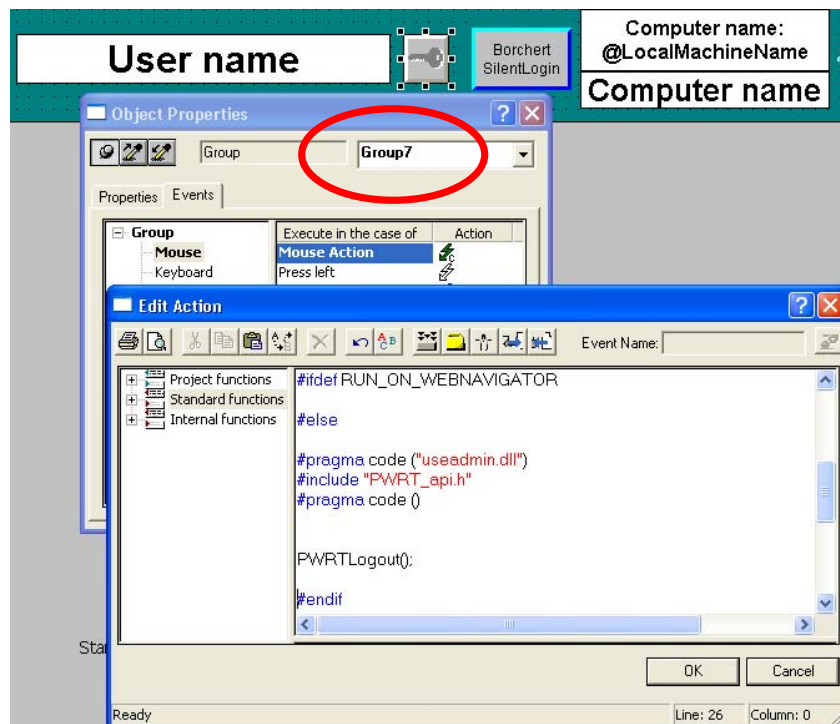 User name
Borchert
SilentLogin
Computer name:
@LocalMachineName
Computer name
Object Properties
Group
Group7
Properties
Events
Group
Execute in the case of
Action
Mouse
Mouse Action
Keyboard
Press left
Edit Action
Event Name:
Project functions
Standard functions
Internal functions
#ifdef RUN_ON_WEBNAVIGATOR
#else
#pragma code ("useadmin.dll")
#include "PWRT_api.h"
#pragma code ()
PWRTLogout();
#endif
OK
Cancel
Ready
Line: 26
Column: 0